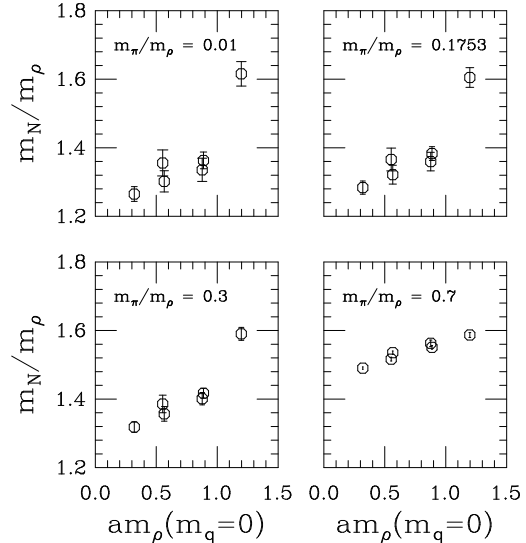 m_π/m_ρ = 0.01
m_π/m_ρ = 0.1753
1.8
1.6
1.4
1.2
m_N/m_ρ
m_π/m_ρ = 0.3
m_π/m_ρ = 0.7
1.8
1.6
1.4
1.2
m_N/m_ρ
0.0 0.5 1.0 1.5 0.0 0.5 1.0 1.5
am_ρ(m_q=0) am_ρ(m_q=0)